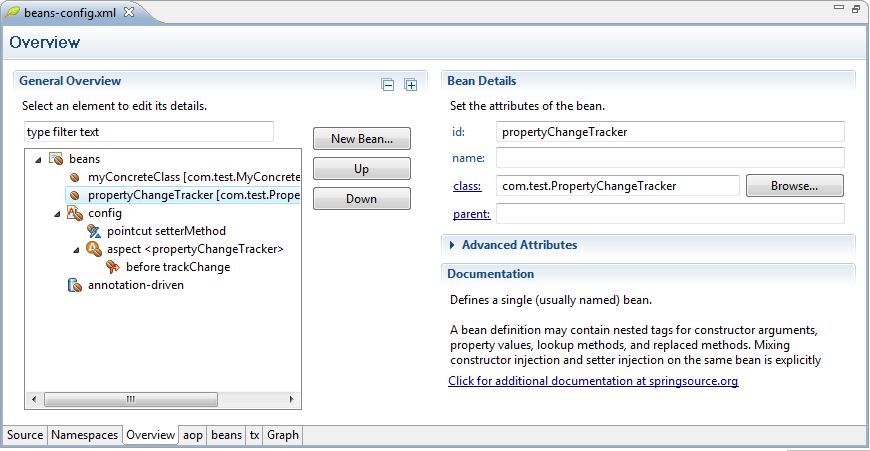 beans-config.xml
Overview
General Overview
Select an element to edit its details.
type filter text
beans
myConcreteClass [com.test.MyConcrete
propertyChangeTracker [com.test.Prope
config
pointcut setterMethod
aspect <propertyChangeTracker>
before trackChange
annotation-driven
New Bean...
Up
Down
Bean Details
Set the attributes of the bean.
id: propertyChangeTracker
name:
class: com.test.PropertyChangeTracker Browse...
parent:
Advanced Attributes
Documentation
Defines a single (usually named) bean.
A bean definition may contain nested tags for constructor arguments,
property values, lookup methods, and replaced methods. Mixing
constructor injection and setter injection on the same bean is explicitly
Click for additional documentation at springsource.org
Source Namespaces Overview aop beans tx Graph